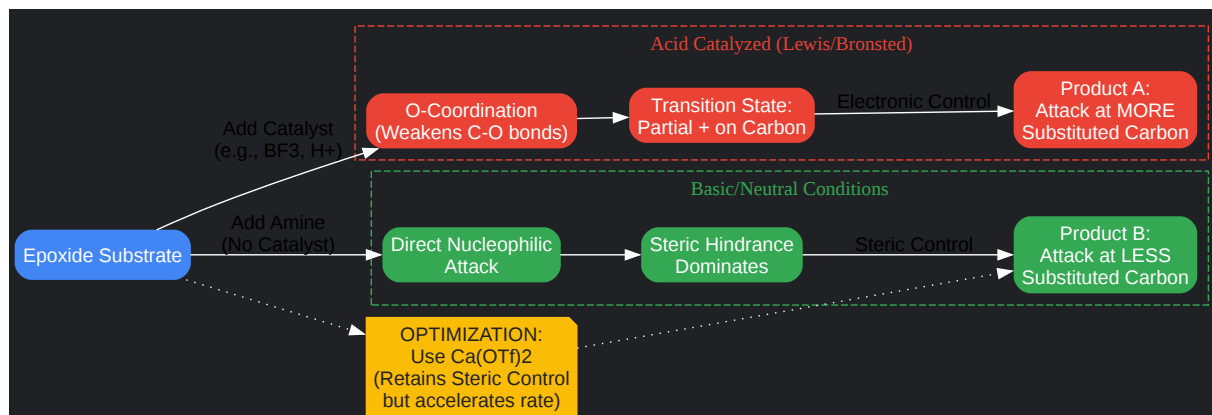 Acid Catalyzed (Lewis/Bronsted)
O-Coordination
(Weakens C-O bonds)
Transition State:
Partial + on Carbon
Electronic Control
Product A:
Attack at MORE
Substituted Carbon
Add Catalyst
(e.g., BF3, H+)
Basic/Neutral Conditions
Epoxide Substrate
Add Amine
(No Catalyst)
Direct Nucleophilic
Attack
Steric Hindrance
Dominates
Steric Control
Product B:
Attack at LESS
Substituted Carbon
OPTIMIZATION:
Use Ca(OTf)2
(Retains Steric Control
but accelerates rate)